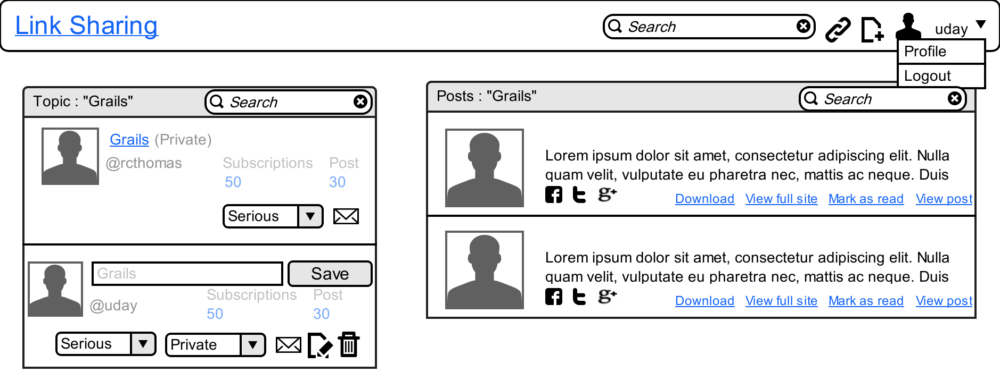 Link Sharing
Search
uday
Profile
Logout
Topic : "Grails"
Search
Grails (Private)
@rcthomas
Subscriptions Post
50 30
Serious
Grails
Save
Subscriptions Post
@uday
50 30
Serious
Private
Posts : "Grails"
Search
Lorem ipsum dolor sit amet, consectetur adipiscing elit. Nulla
quam velit, vulputate eu pharetra nec, mattis ac neque. Duis
Download View full site Mark as read View post
Lorem ipsum dolor sit amet, consectetur adipiscing elit. Nulla
quam velit, vulputate eu pharetra nec, mattis ac neque. Duis
Download View full site Mark as read View post